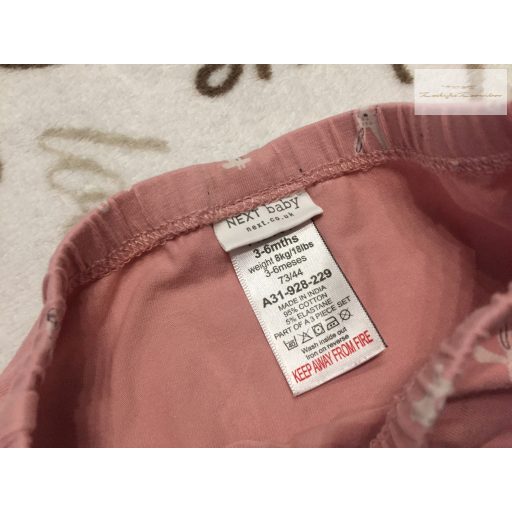 NEXT baby
next.co.uk
3-6mths
weight 8kg/18lbs
3-6meses
73/44
A31-928-229
MADE IN INDIA
95% COTTON
5% ELASTANE
PART OF A 3 PIECE SET
Wash inside out
Iron on reverse
KEEP AWAY FROM FIRE